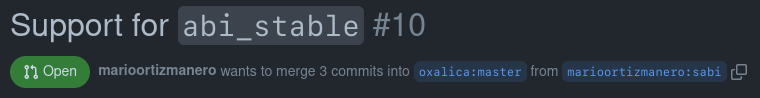 Support for abi_stable #10
Open marioortizmanero wants to merge 3 commits into oxalica:master from marioortizmanero:sabi